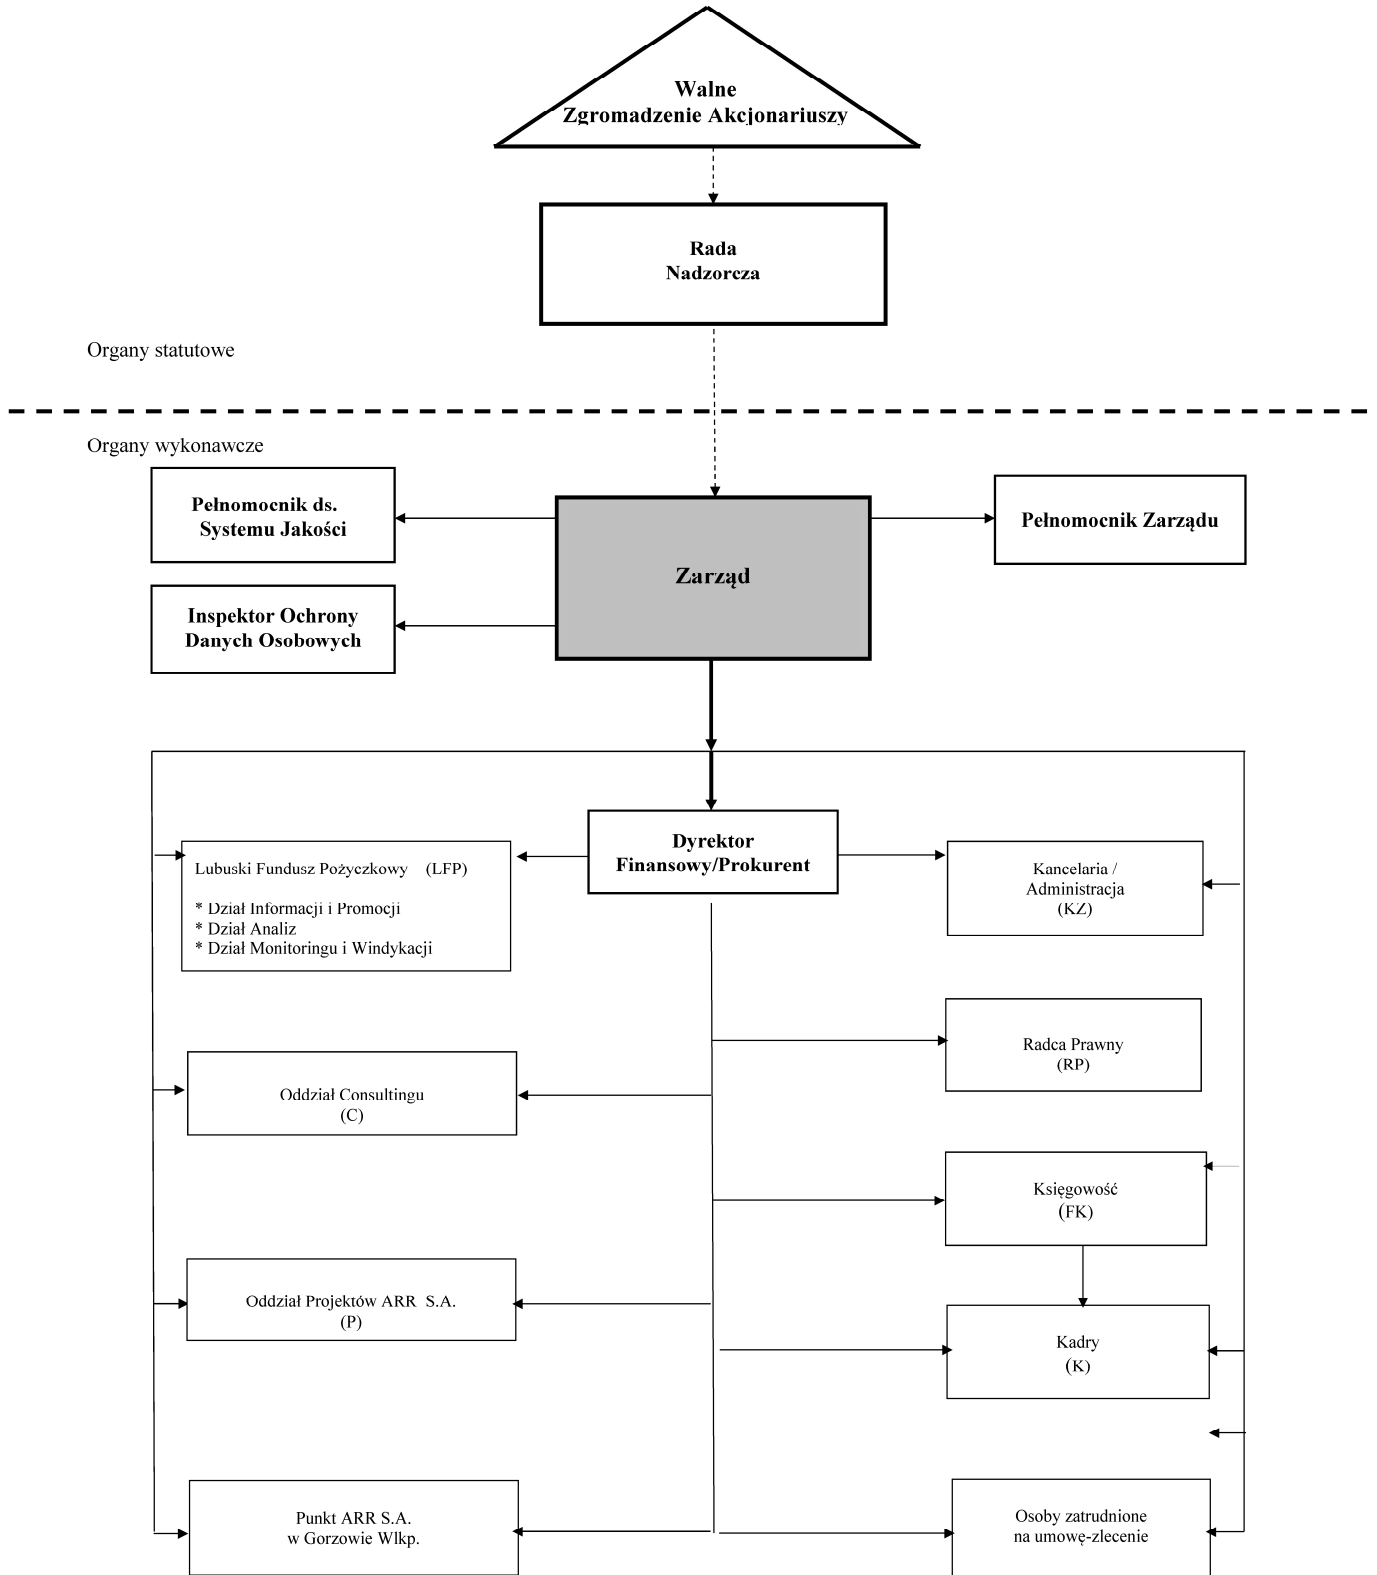 Walne
Zgromadzenie Akcjonariuszy
Rada
Nadzorcza
Organy statutowe
Organy wykonawcze
Pełnomocnik ds.
Systemu Jakości
Pełnomocnik Zarządu
Zarząd
Inspektor Ochrony
Danych Osobowych
Dyrektor
Finansowy/Prokurent
Lubuski Fundusz Pożyczkowy (LFP)
* Dział Informacji i Promocji
* Dział Analiz
* Dział Monitoringu i Windykacji
Kancelaria /
Administracja
(KZ)
Radca Prawny
(RP)
Oddział Consultingu
(C)
Księgowość
(FK)
Oddział Projektów ARR S.A.
(P)
Kadry
(K)
Punkt ARR S.A.
w Gorzowie Wlkp.
Osoby zatrudnione
na umowę-zlecenie